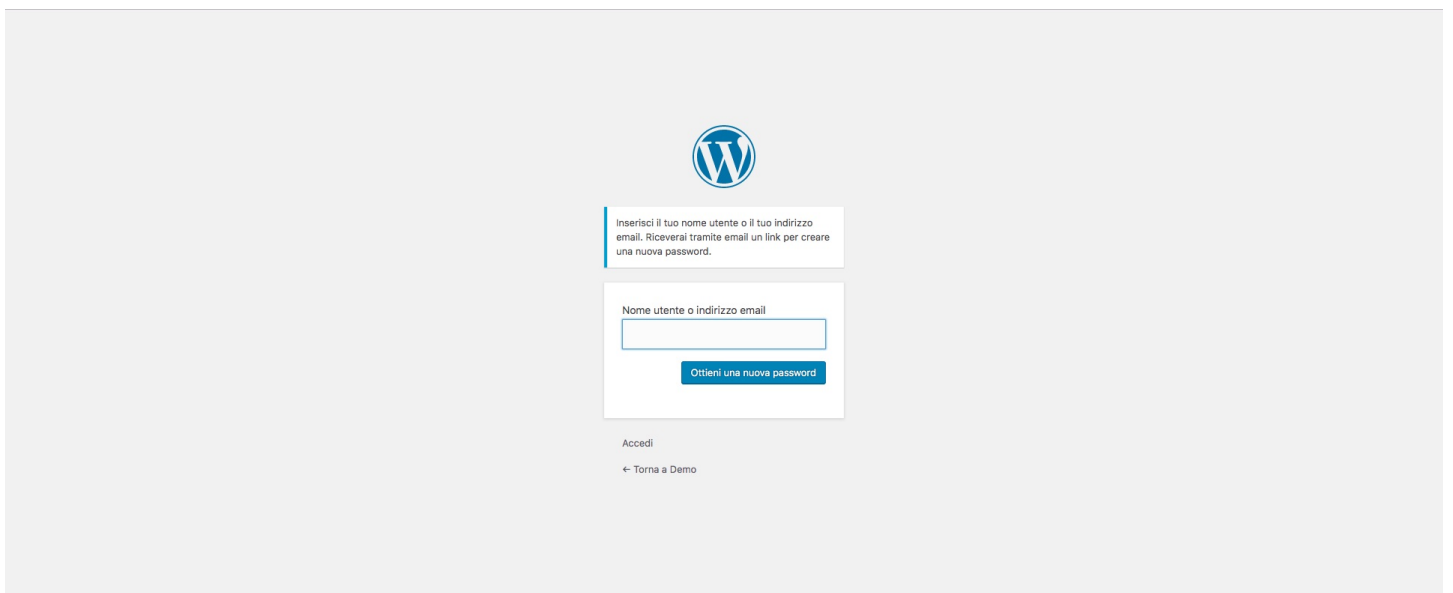 Inserisci il tuo nome utente o il tuo indirizzo
email. Riceverai tramite email un link per creare
una nuova password.
Nome utente o indirizzo email
Ottieni una nuova password
Accedi
← Torna a Demo